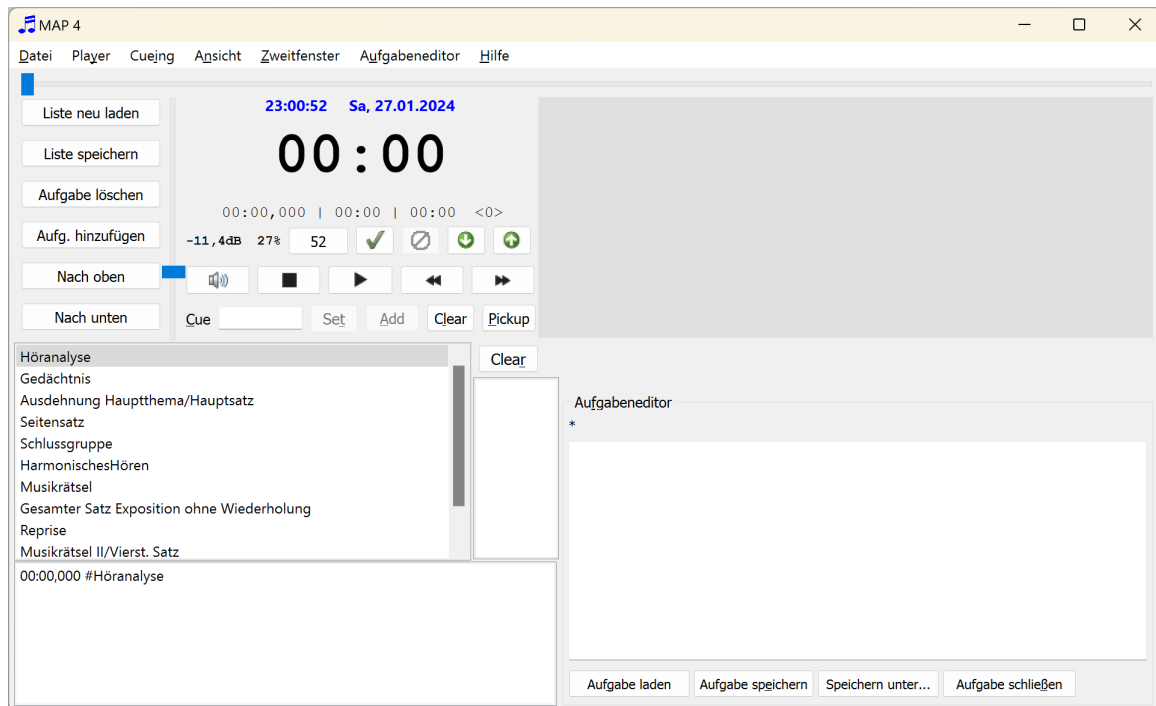 MAP 4
Datei Player Cueing Ansicht Zweitfenster Aufgabeneditor Hilfe
Liste neu laden
Liste speichern
Aufgabe löschen
Aufg. hinzufügen
Nach oben
Nach unten
23:00:52 Sa, 27.01.2024
00:00
00:00,000 | 00:00 | 00:00 <0>
-11,4dB 27% 52
Cue Set Add Clear Pickup
Höranalyse
Gedächtnis
Ausdehnung Hauptthema/Hauptsatz
Seitensatz
Schlussgruppe
HarmonischesHören
Musikrätsel
Gesamter Satz Exposition ohne Wiederholung
Reprise
Musikrätsel II/Vierst. Satz
Clear
00:00,000 #Höranalyse
Aufgabeneditor
*
Aufgabe laden Aufgabe speichern Speichern unter... Aufgabe schließen